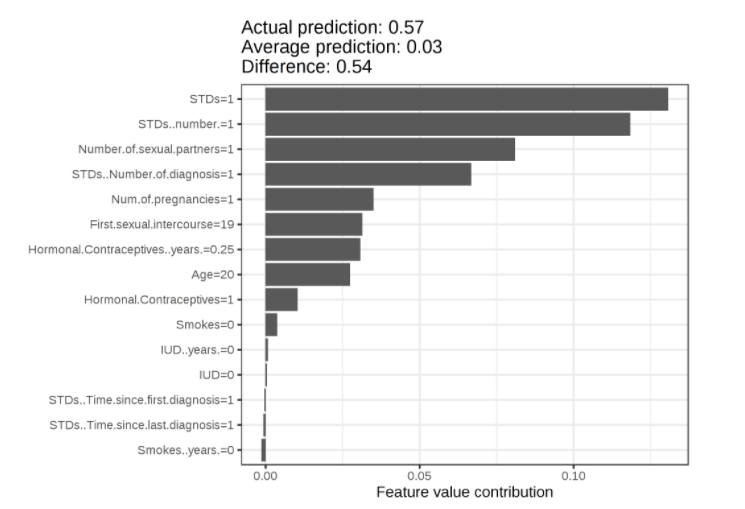 Actual prediction: 0.57
Average prediction: 0.03
Difference: 0.54
STDs=1
STDs..number.=1
Number.of.sexual.partners=1
STDs..Number.of.diagnosis=1
Num.of.pregnancies=1
First.sexual.intercourse=19
Hormonal.Contraceptives..years.=0.25
Age=20
Hormonal.Contraceptives=1
Smokes=0
IUD..years.=0
IUD=0
STDs..Time.since.first.diagnosis=1
STDs..Time.since.last.diagnosis=1
Smokes..years.=0
0.00 0.05 0.10
Feature value contribution